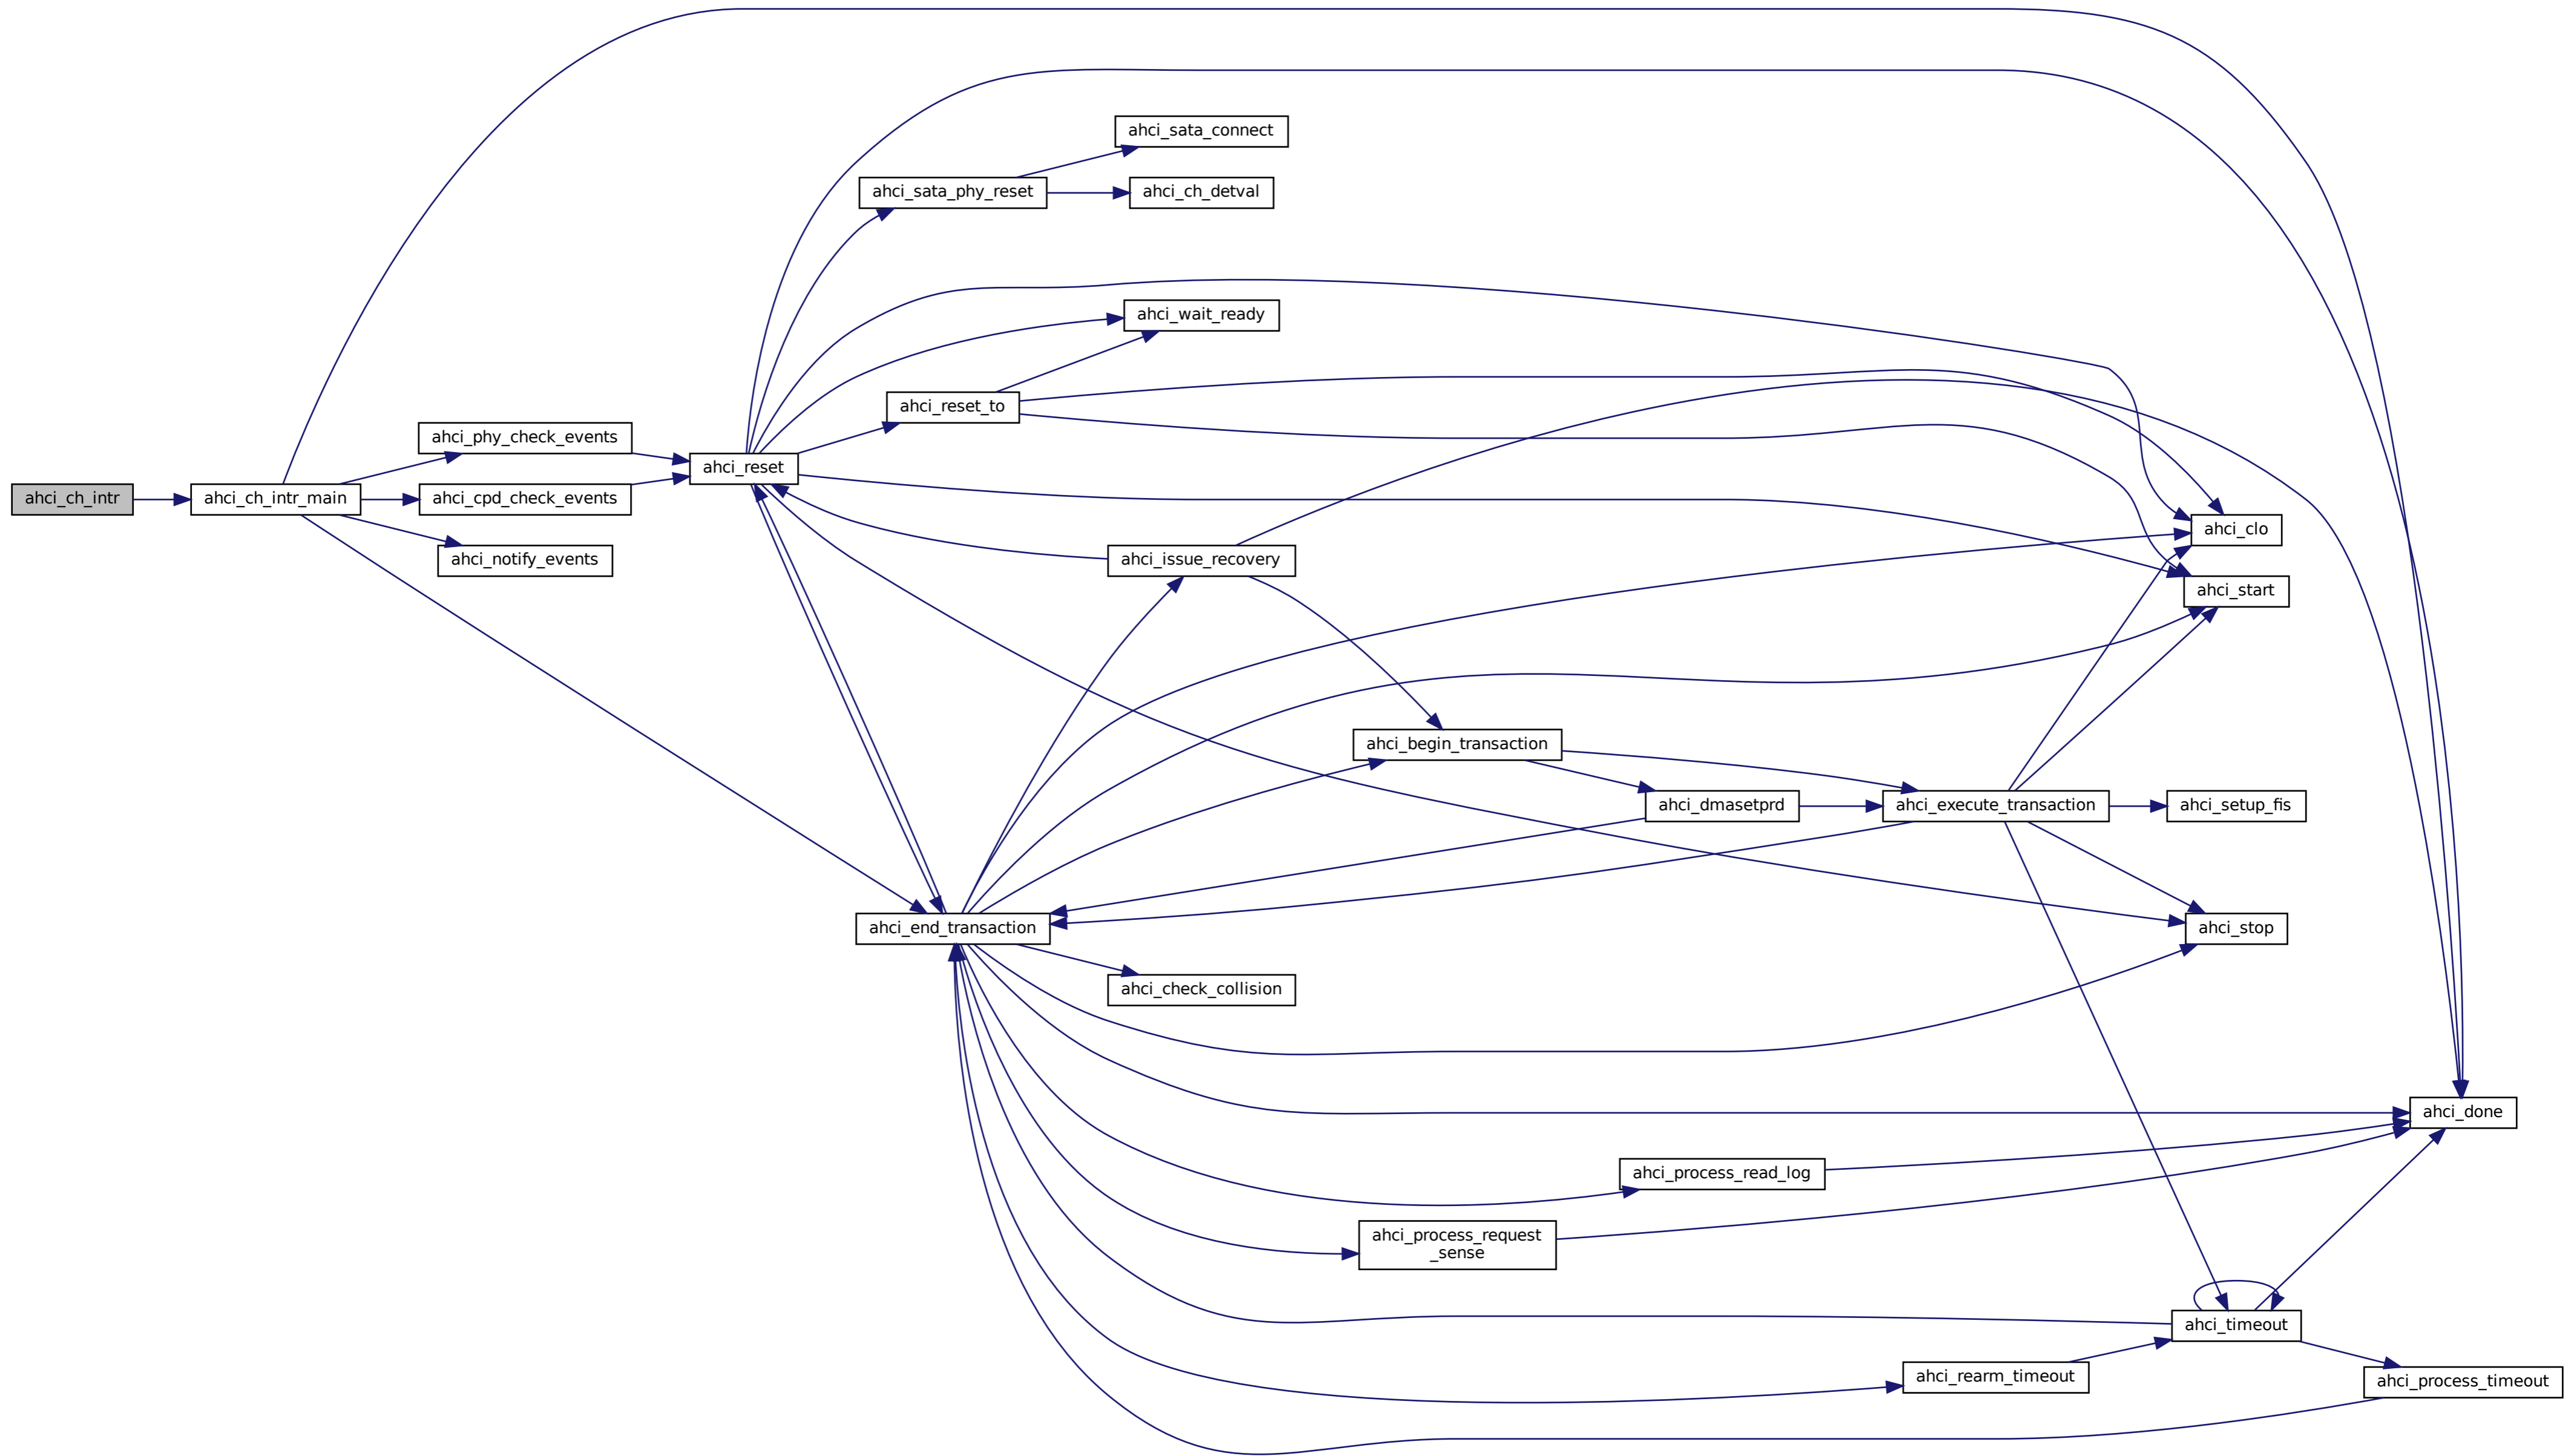 ahci_sata_connect
ahci_sata_phy_reset
ahci_ch_detval
ahci_wait_ready
ahci_reset_to
ahci_phy_check_events
ahci_reset
ahci_ch_intr
ahci_ch_intr_main
ahci_cpd_check_events
ahci_clo
ahci_notify_events
ahci_issue_recovery
ahci_start
ahci_begin_transaction
ahci_dmasetprd
ahci_execute_transaction
ahci_setup_fis
ahci_end_transaction
ahci_stop
ahci_check_collision
ahci_done
ahci_process_read_log
ahci_process_request
_sense
ahci_timeout
ahci_rearm_timeout
ahci_process_timeout